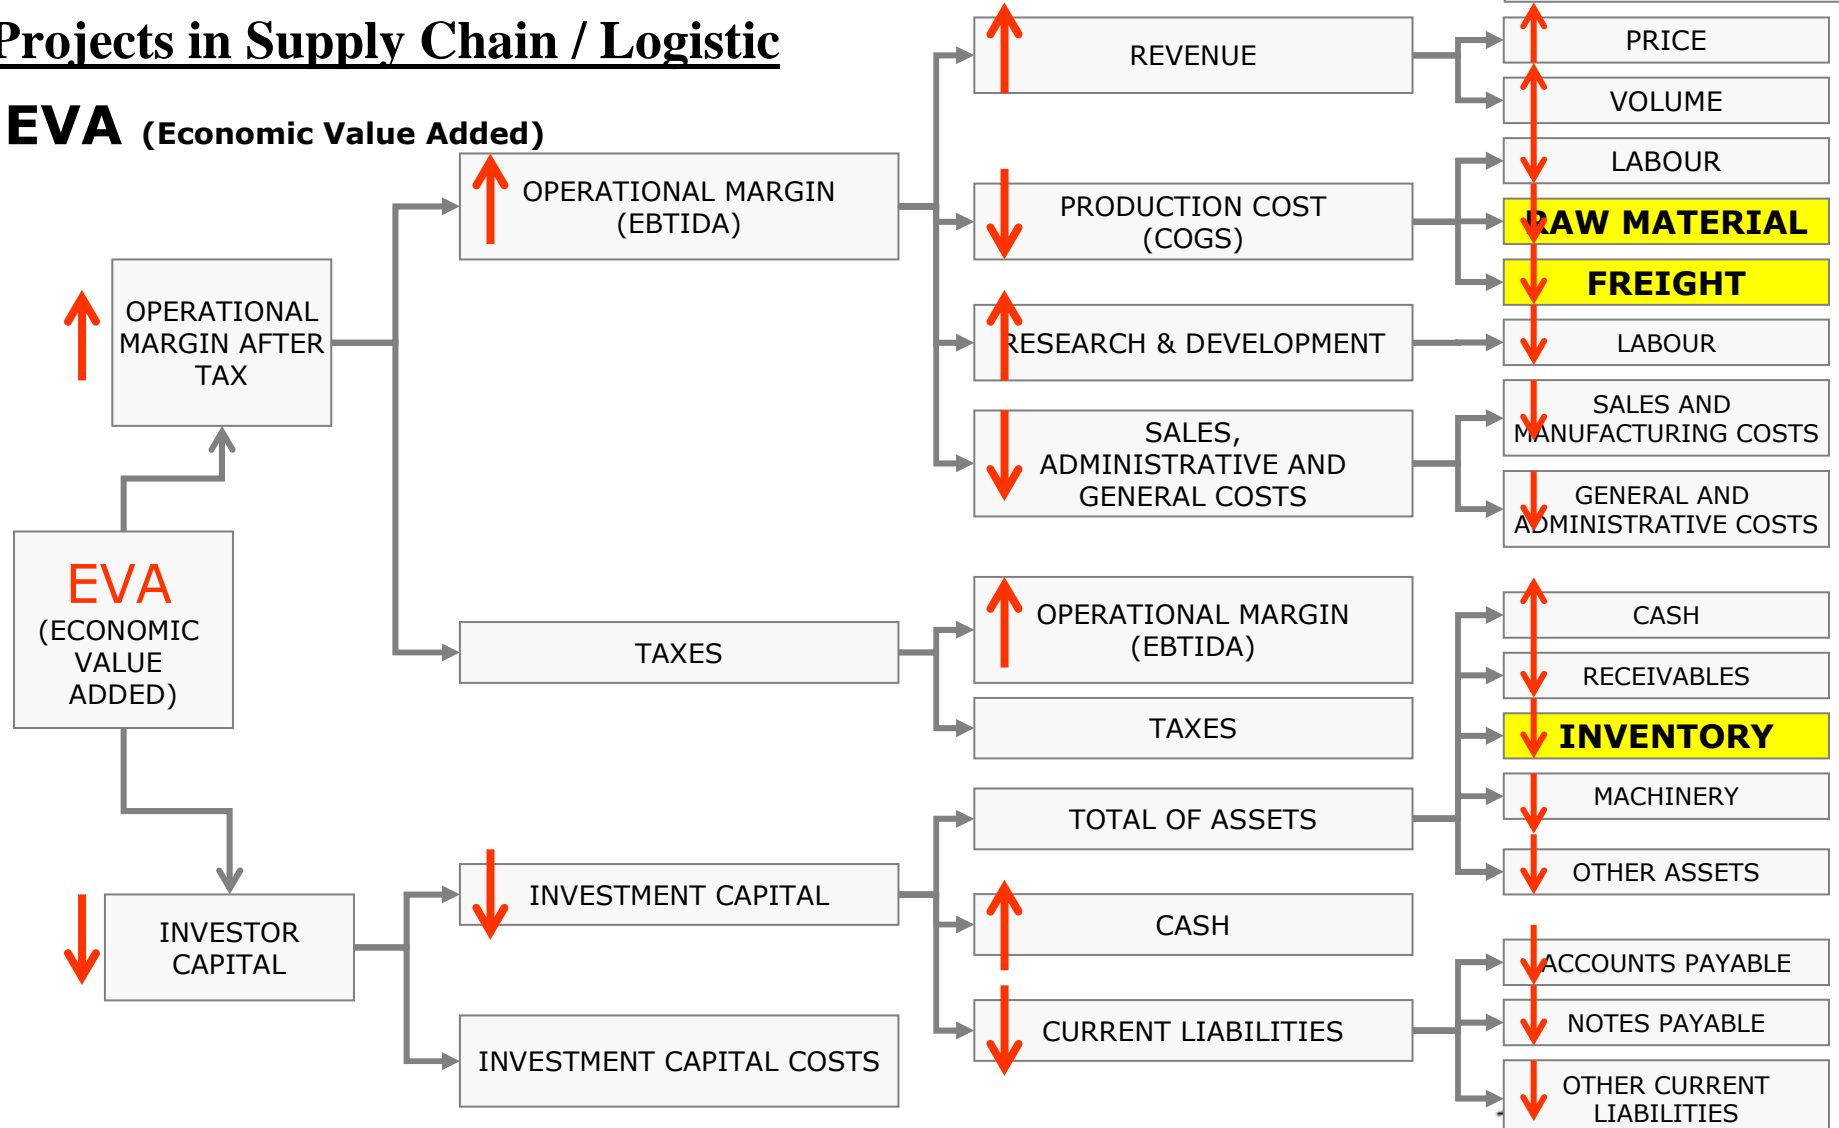 Projects in Supply Chain / Logistic
EVA (Economic Value Added)
EVA
(ECONOMIC
VALUE
ADDED)
OPERATIONAL
MARGIN AFTER
TAX
INVESTOR
CAPITAL
OPERATIONAL MARGIN
(EBTIDA)
TAXES
INVESTMENT CAPITAL
INVESTMENT CAPITAL COSTS
REVENUE
PRODUCTION COST
(COGS)
RESEARCH & DEVELOPMENT
SALES,
ADMINISTRATIVE AND
GENERAL COSTS
OPERATIONAL MARGIN
(EBTIDA)
TAXES
TOTAL OF ASSETS
CASH
CURRENT LIABILITIES
PRICE
VOLUME
LABOUR
RAW MATERIAL
FREIGHT
LABOUR
SALES AND
MANUFACTURING COSTS
GENERAL AND
ADMINISTRATIVE COSTS
CASH
RECEIVABLES
INVENTORY
MACHINERY
OTHER ASSETS
ACCOUNTS PAYABLE
NOTES PAYABLE
OTHER CURRENT
LIABILITIES